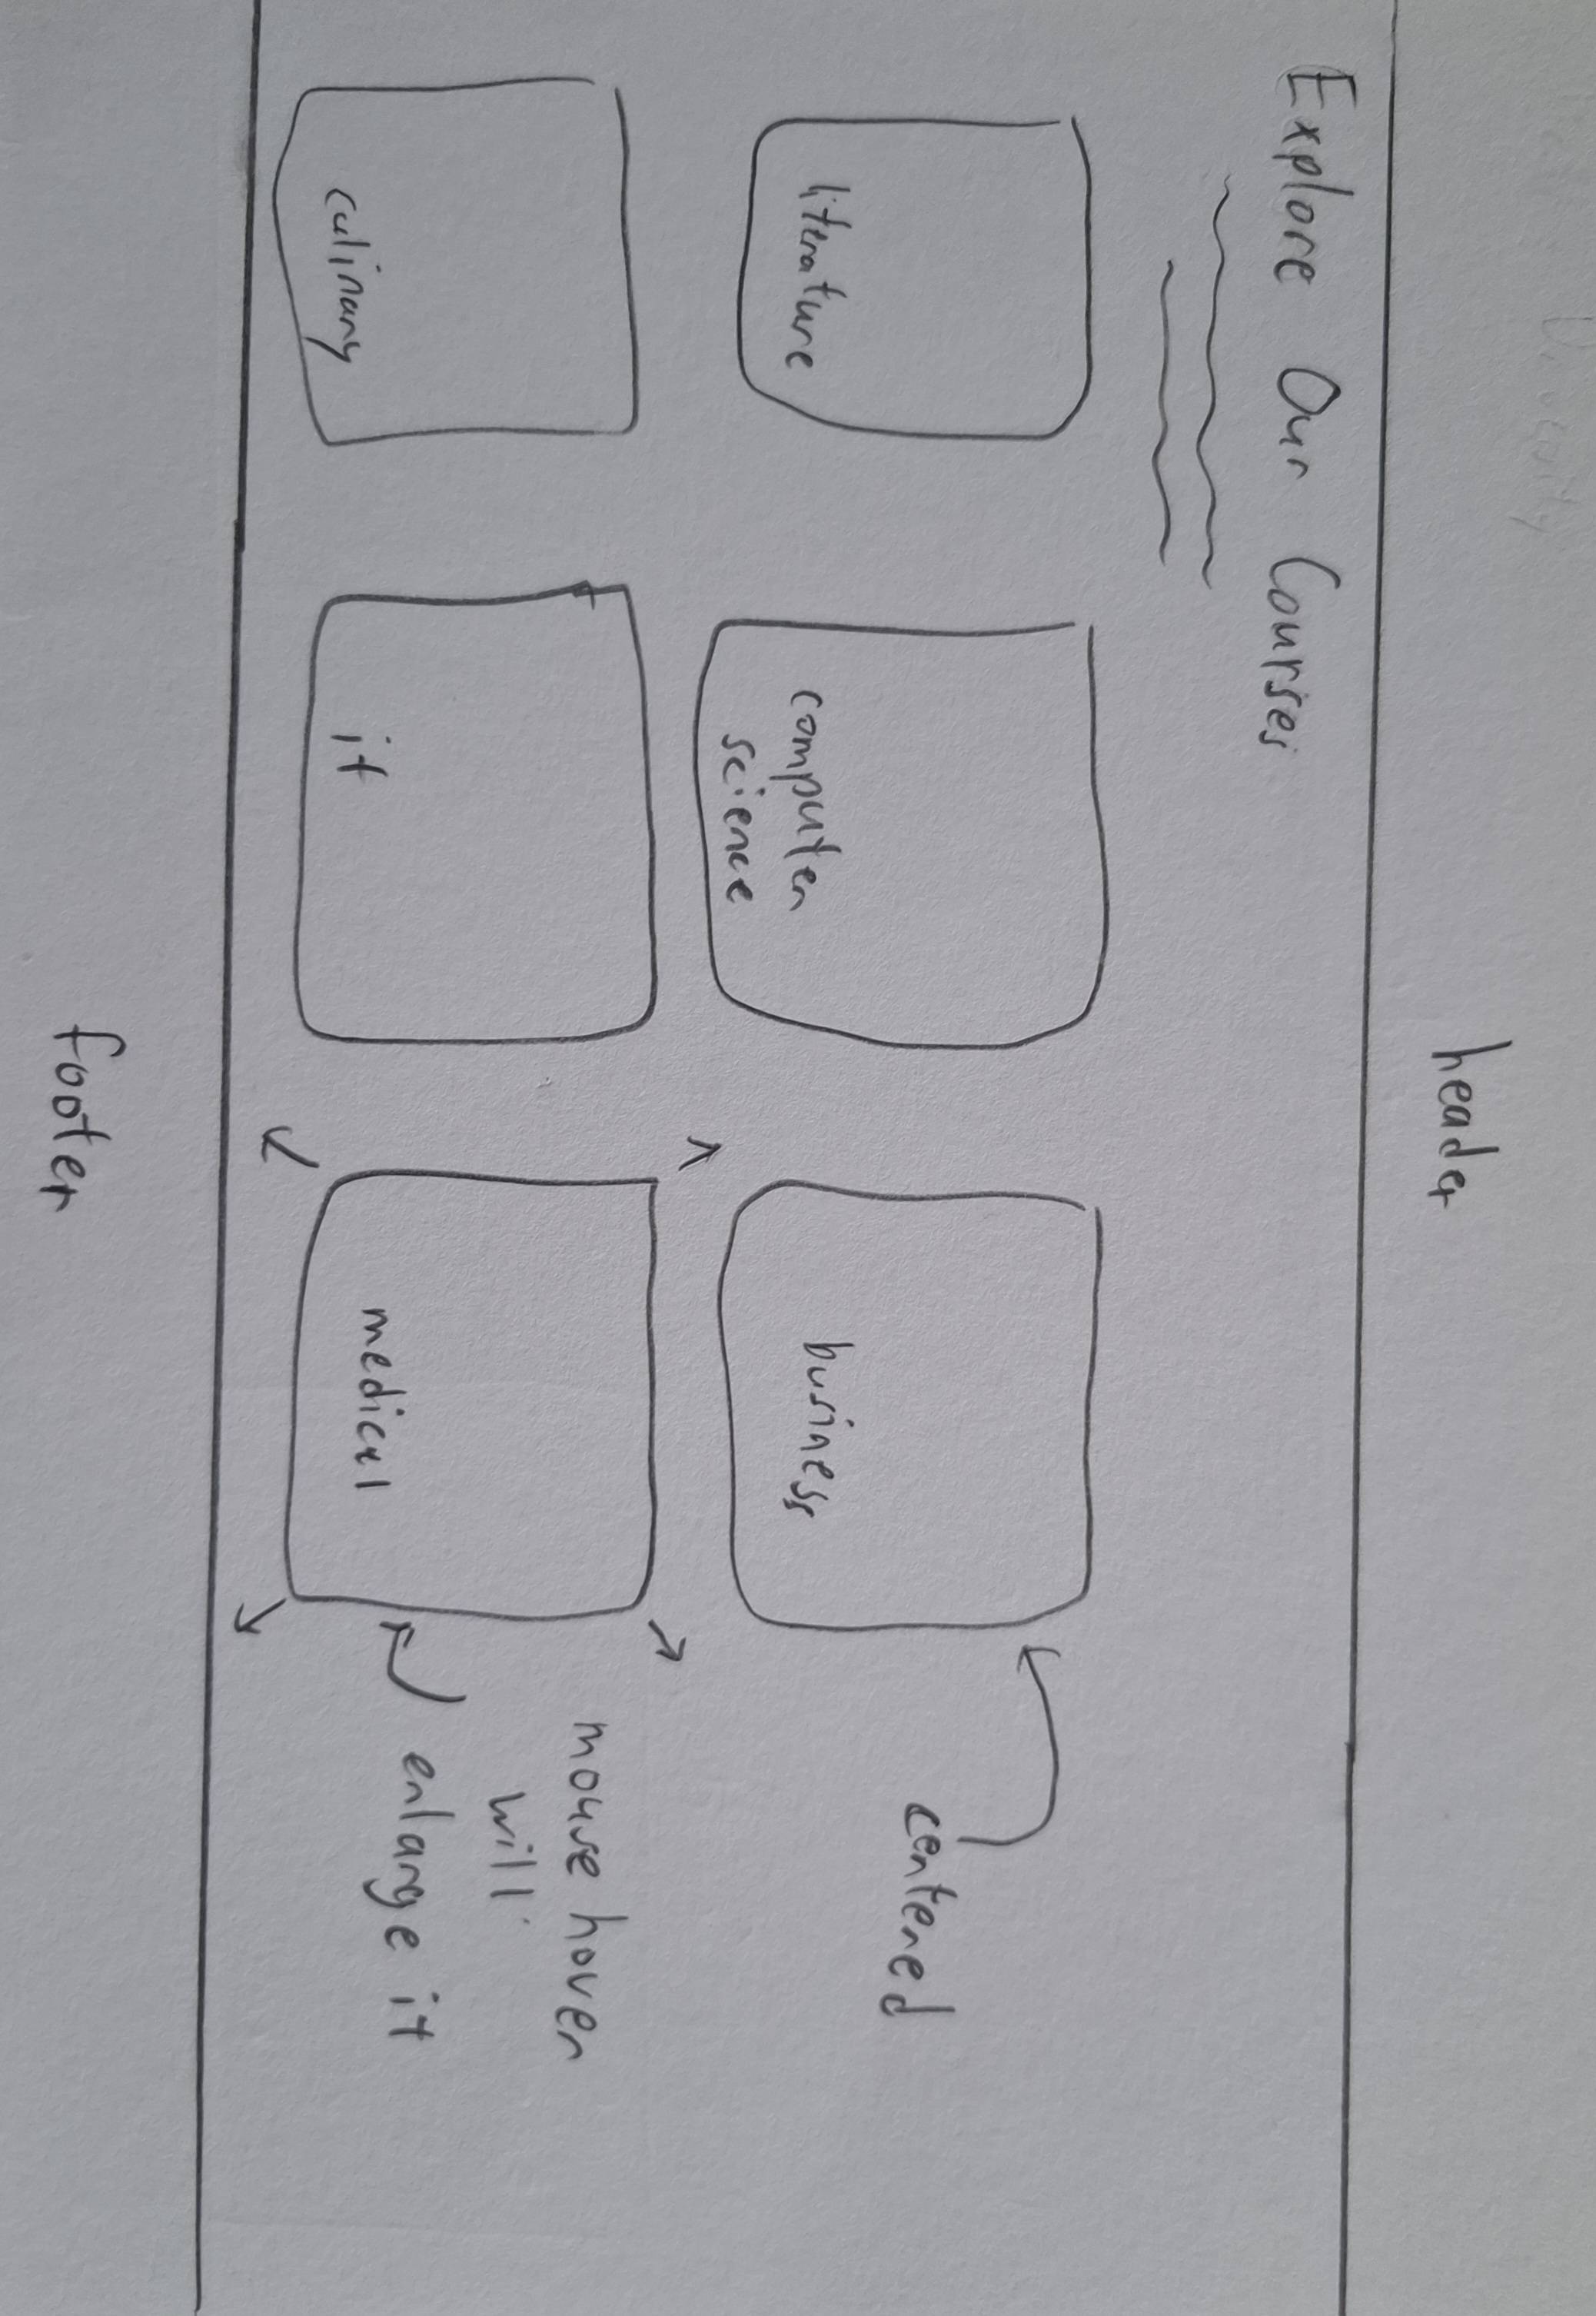 header
Explore Our Courses
literature
computer
science
business
centered
culinary
it
medical
mouse hover
will
enlarge it
footer